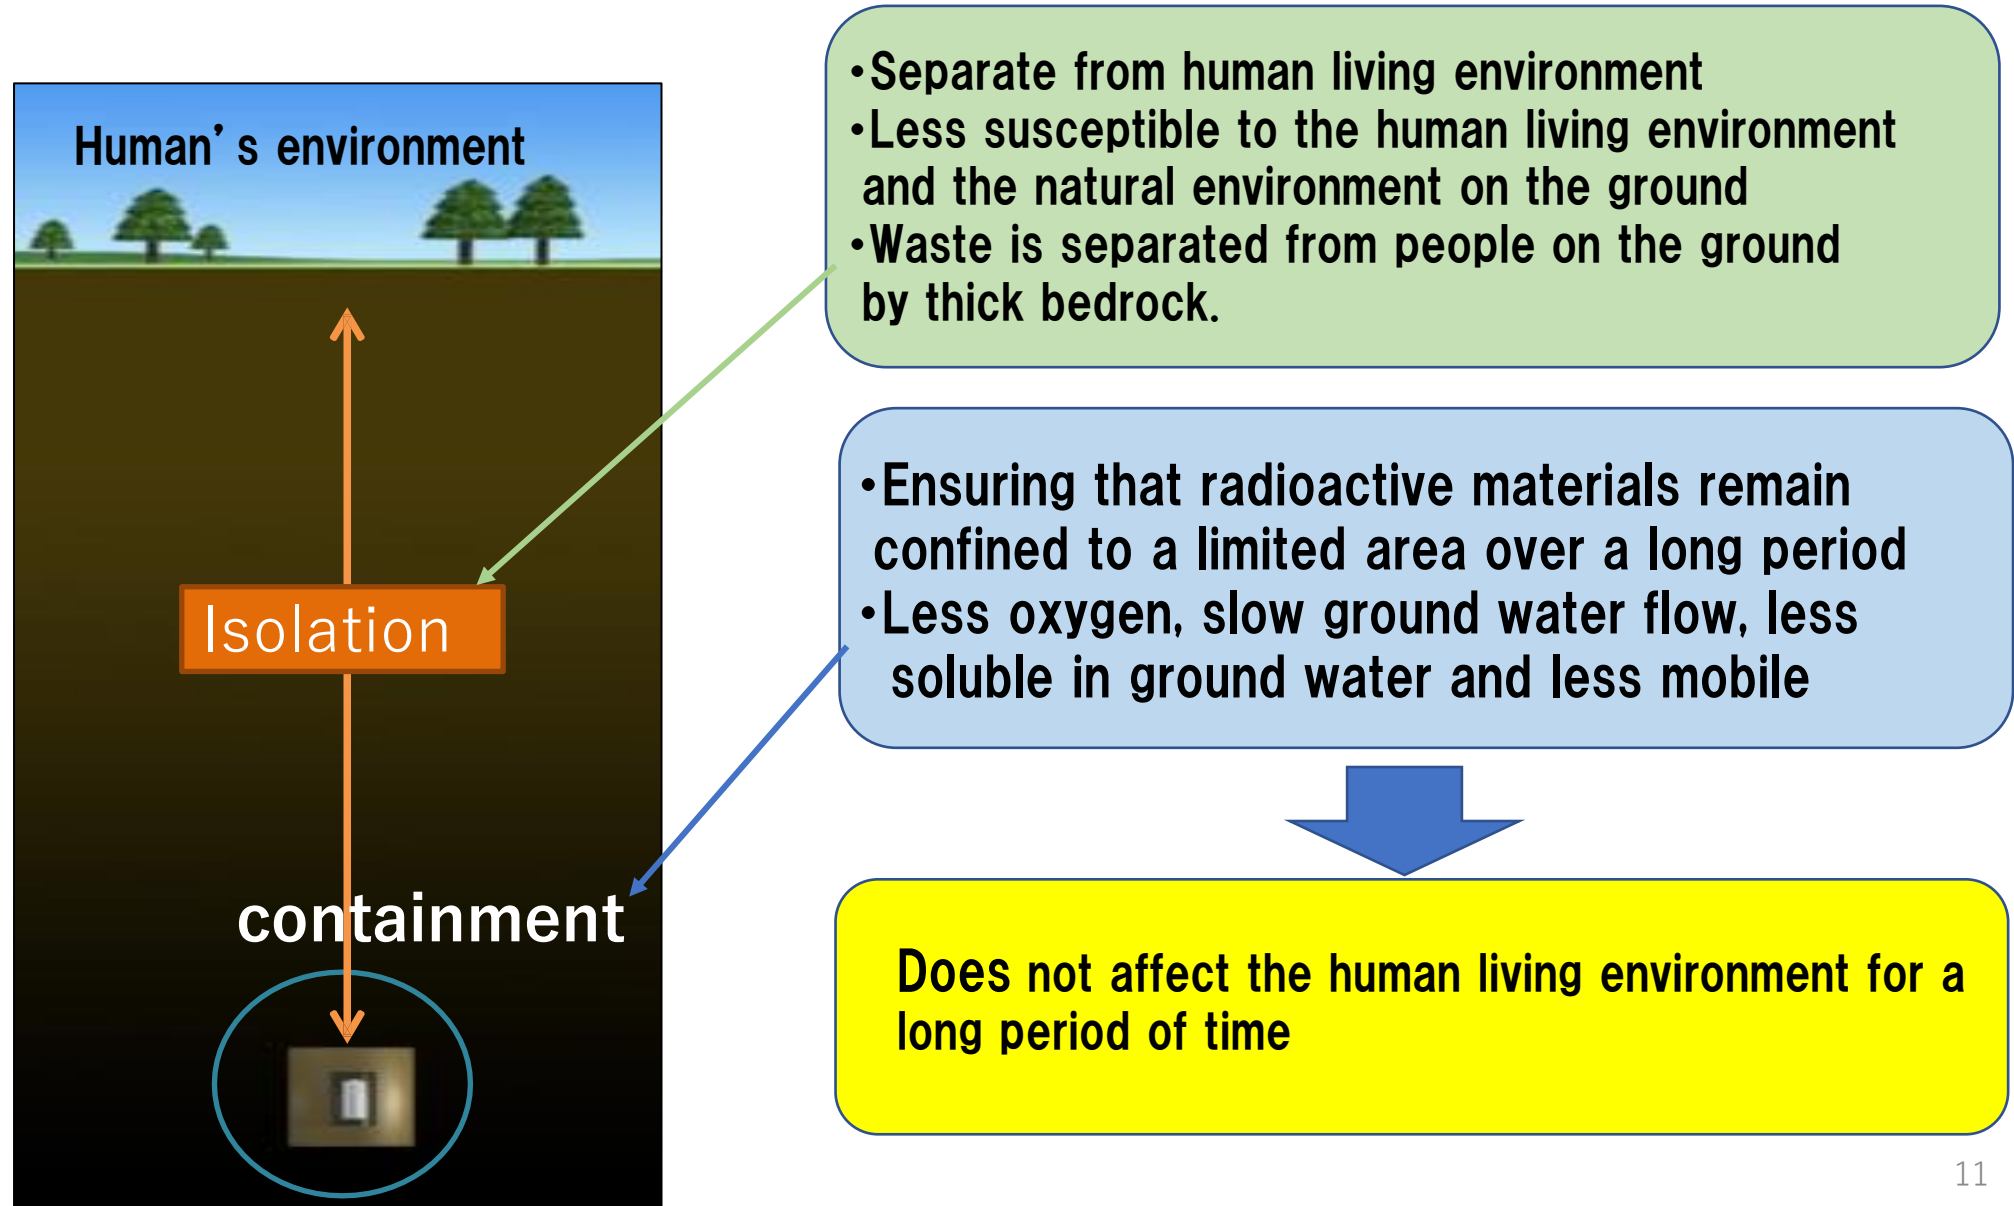 Human’s environment
Isolation
containment
・Separate from human living environment
・Less susceptible to the human living environment
and the natural environment on the ground
・Waste is separated from people on the ground
by thick bedrock.
・Ensuring that radioactive materials remain
confined to a limited area over a long period
・Less oxygen, slow ground water flow, less
soluble in ground water and less mobile
Does not affect the human living environment for a
long period of time
11